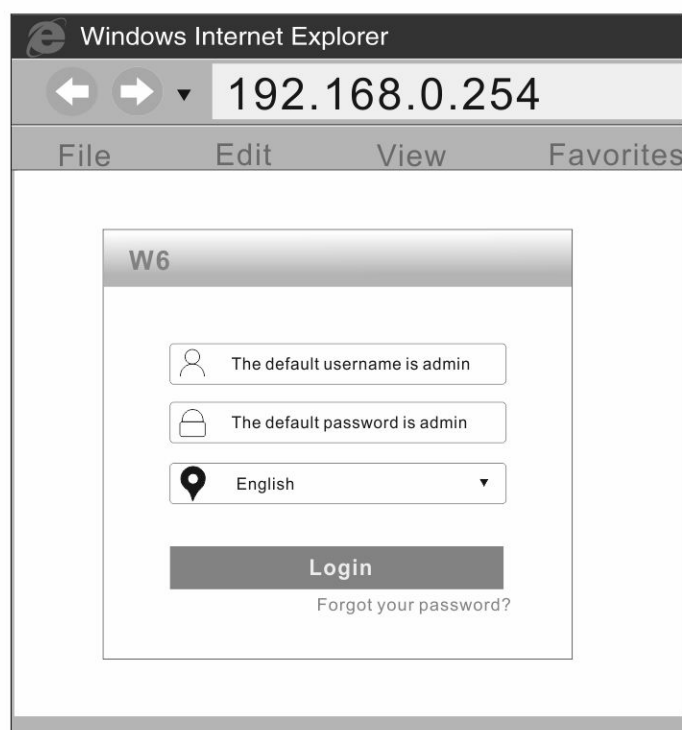 Windows Internet Explorer
192.168.0.254
File Edit View Favorites
W6
The default username is admin
The default password is admin
English
Login
Forgot your password?